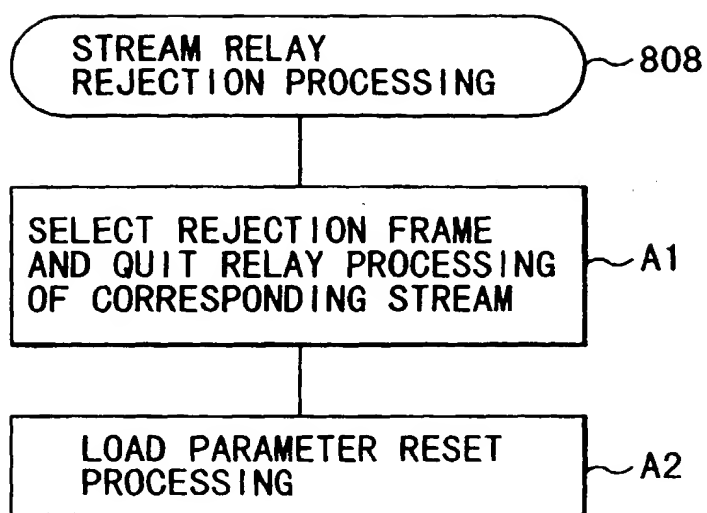 STREAM RELAY
REJECTION PROCESSING
808
SELECT REJECTION FRAME
AND QUIT RELAY PROCESSING
OF CORRESPONDING STREAM
A1
LOAD PARAMETER RESET
PROCESSING
A2